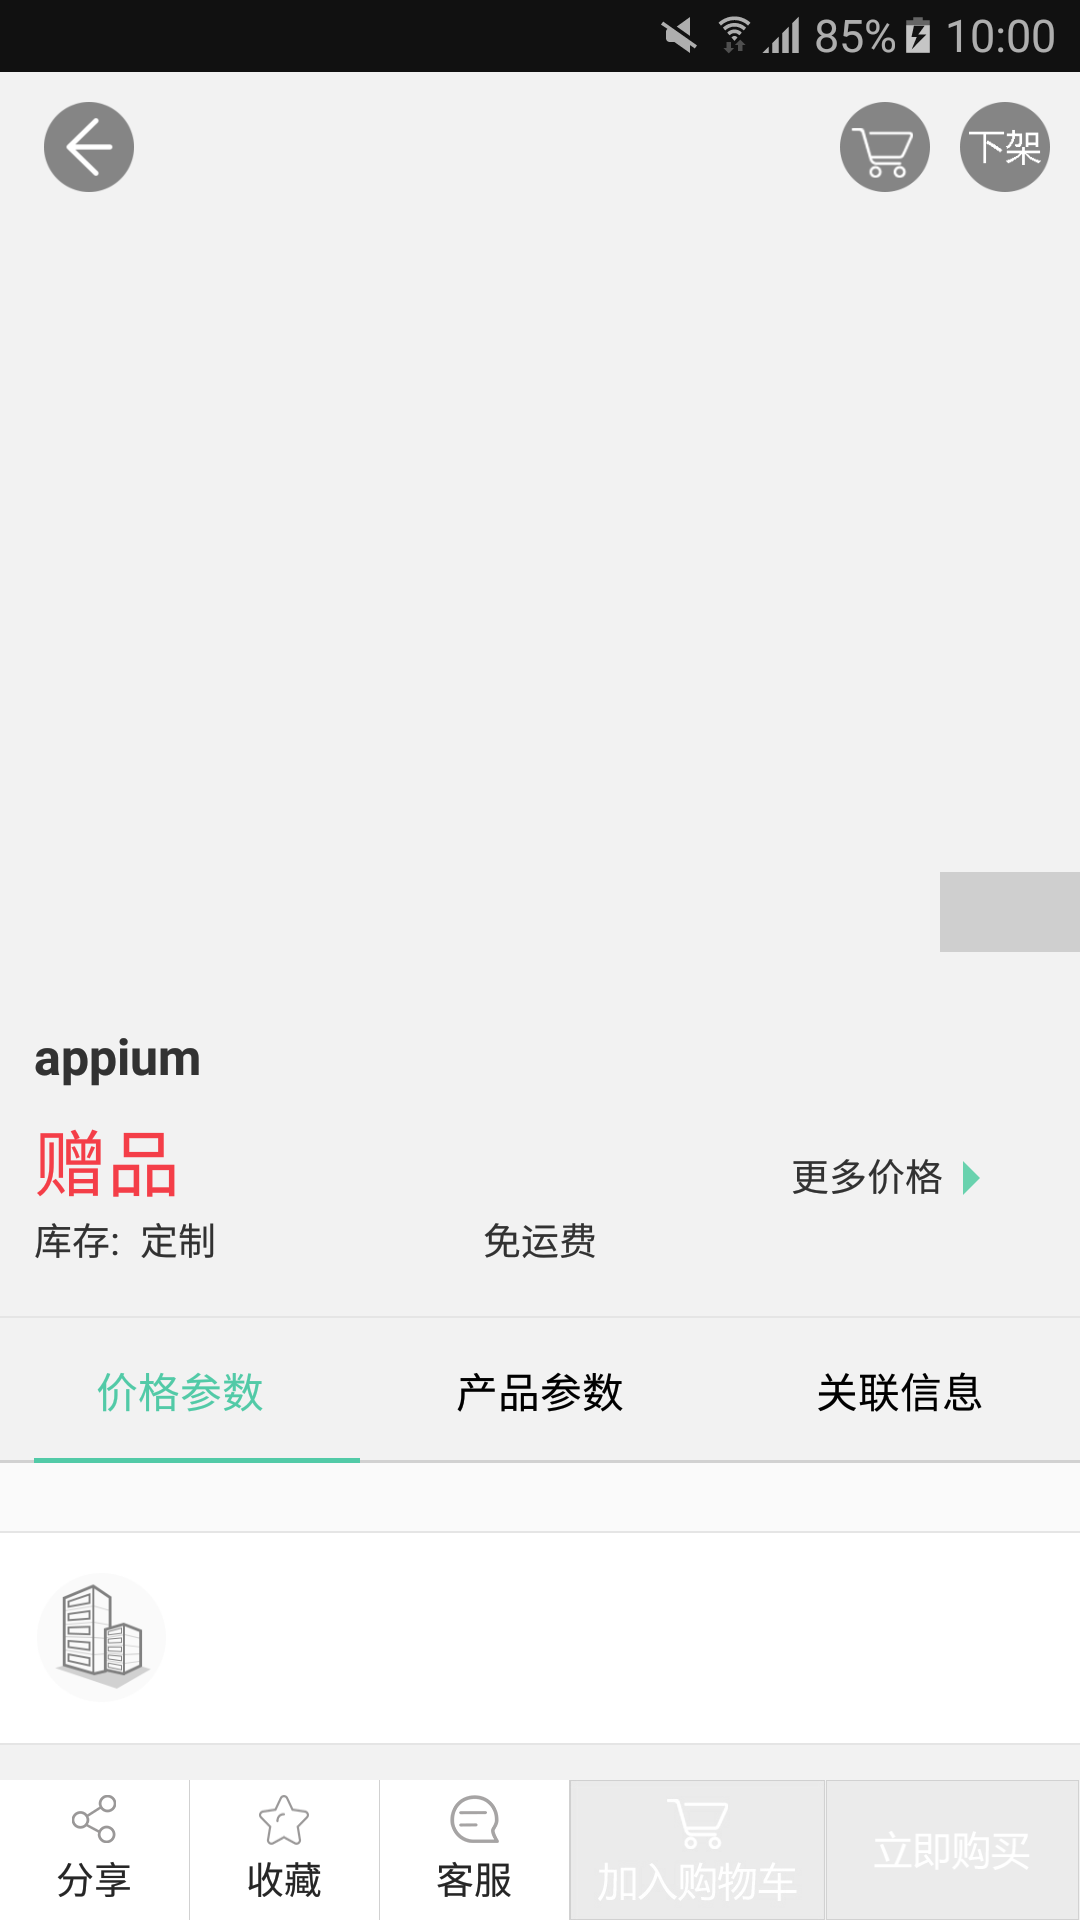 85% 10:00
下架
appium
赠品
更多价格
库存: 定制 免运费
价格参数 产品参数 关联信息
分享 收藏 客服 加入购物车 立即购买